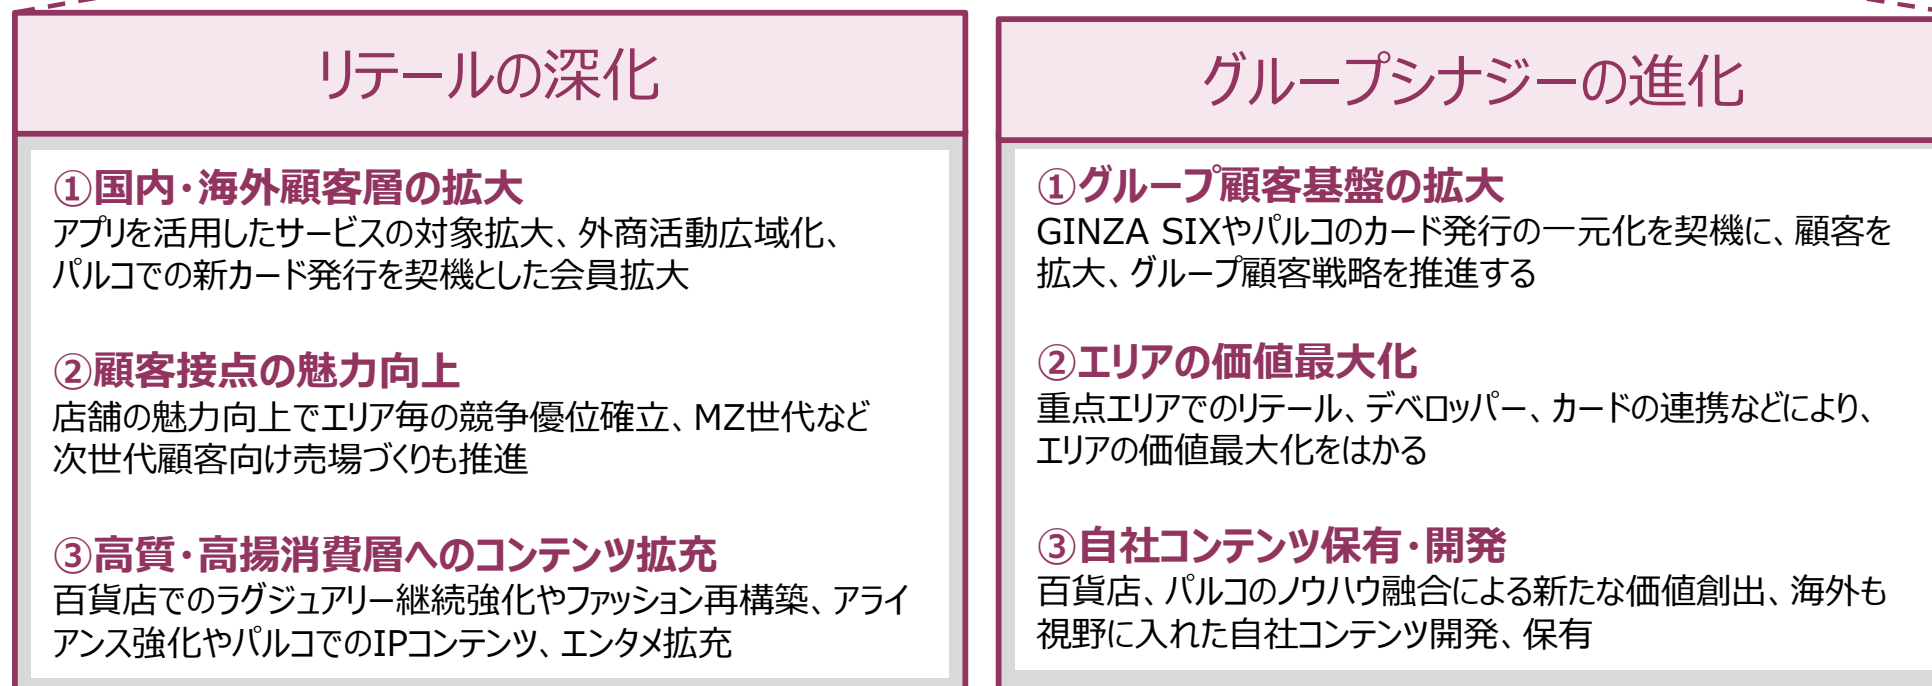 リテールの深化
①国内・海外顧客層の拡大
アプリを活用したサービスの対象拡大、外商活動広域化、
パルコでの新カード発行を契機とした会員拡大
②顧客接点の魅力向上
店舗の魅力向上でエリア毎の競争優位確立、MZ世代など
次世代顧客向け売場づくりも推進
③高質・高揚消費層へのコンテンツ拡充
百貨店でのラグジュアリー継続強化やファッション再構築、アライ
アンス強化やパルコでのIPコンテンツ、エンタメ拡充
グループシナジーの進化
①グループ顧客基盤の拡大
GINZA SIXやパルコのカード発行の一元化を契機に、顧客を
拡大、グループ顧客戦略を推進する
②エリアの価値最大化
重点エリアでのリテール、デベロッパー、カードの連携などにより、
エリアの価値最大化をはかる
③自社コンテンツ保有・開発
百貨店、パルコのノウハウ融合による新たな価値創出、海外も
視野に入れた自社コンテンツ開発、保有